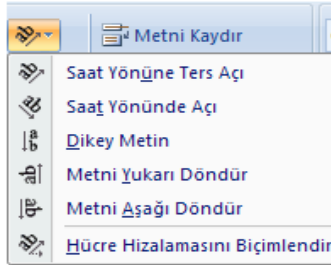 Metni Kaydır
Saat Yönüne Ters Açı
Saat Yönünde Açı
Dikey Metin
Metni Yukarı Döndür
Metni Aşağı Döndür
Hücre Hizalamasını Biçimlendir